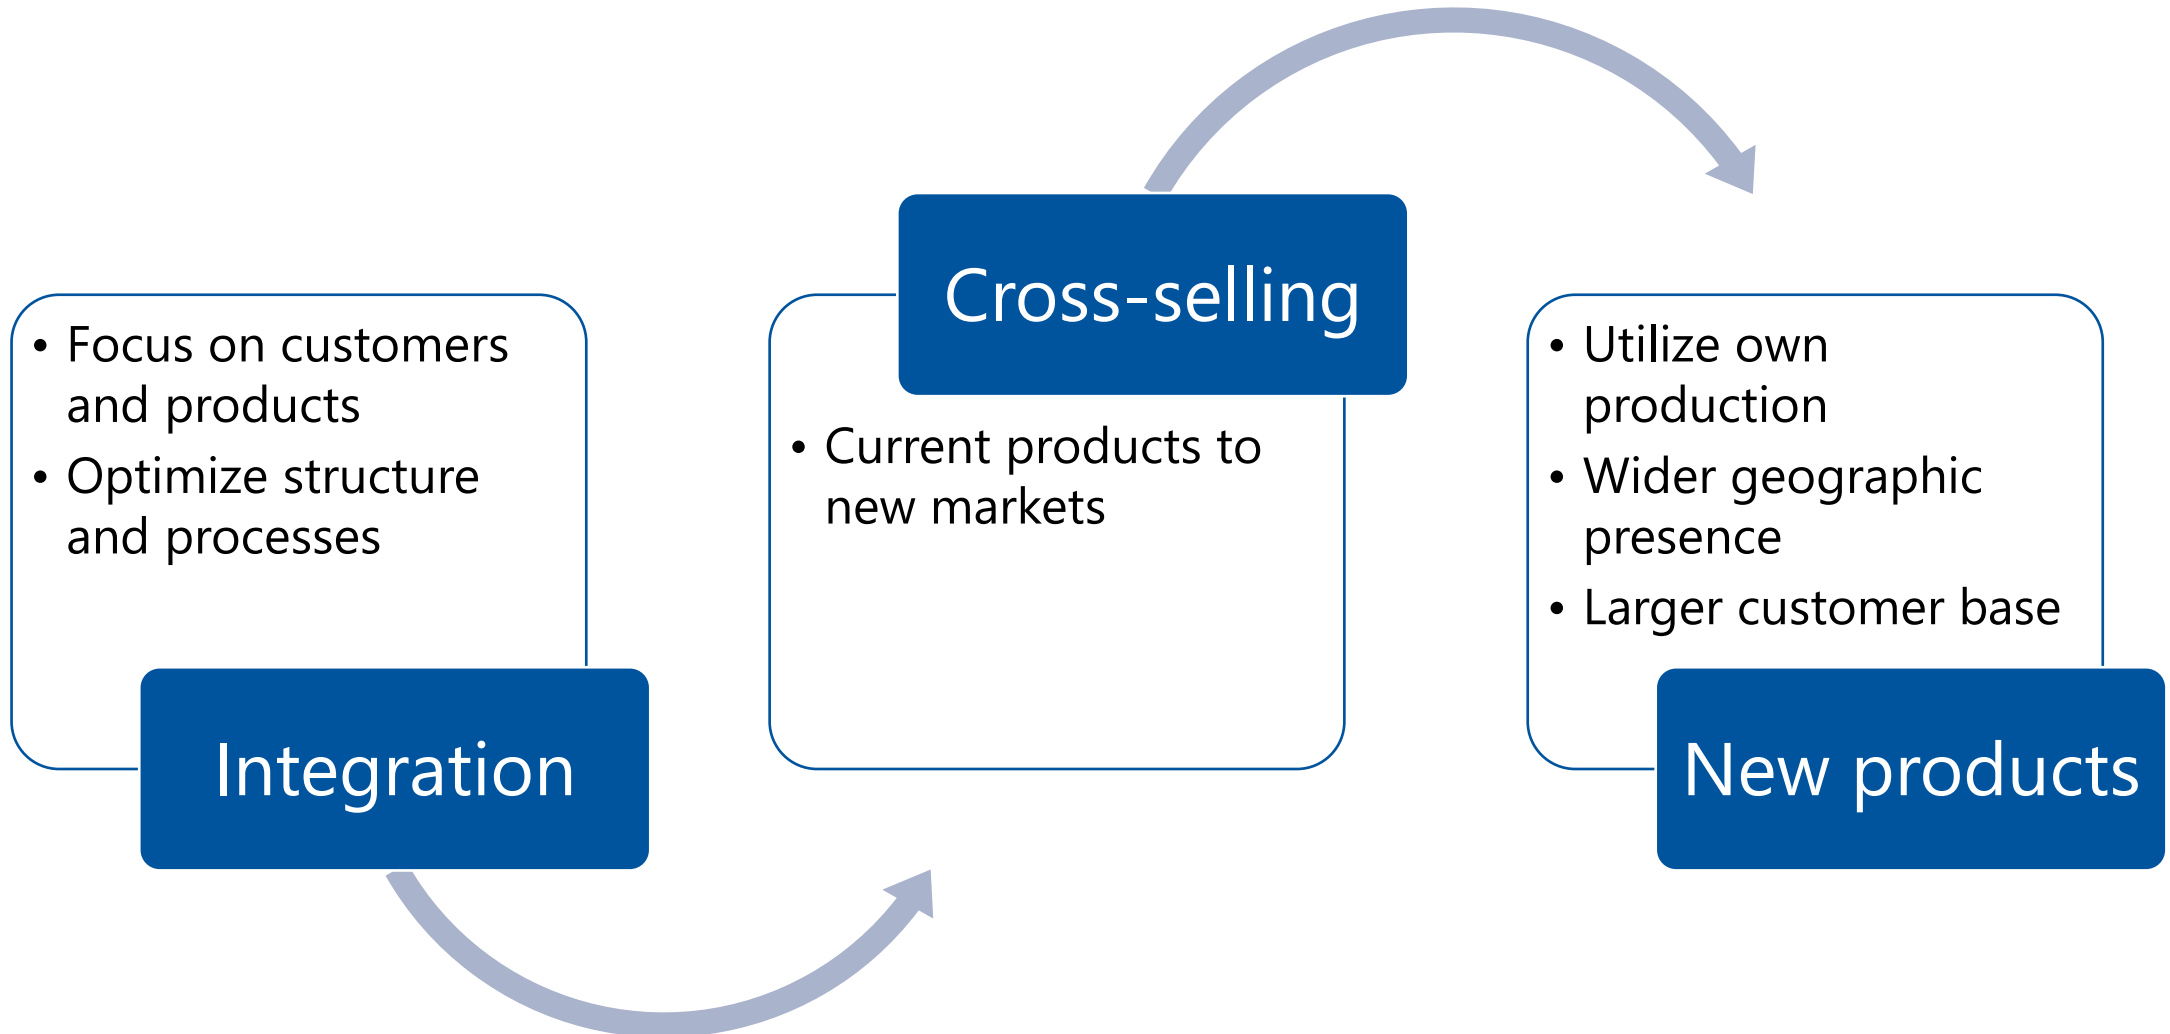 • Focus on customers
and products
• Optimize structure
and processes
Integration
Cross-selling
• Current products to
new markets
• Utilize own
production
• Wider geographic
presence
• Larger customer base
New products